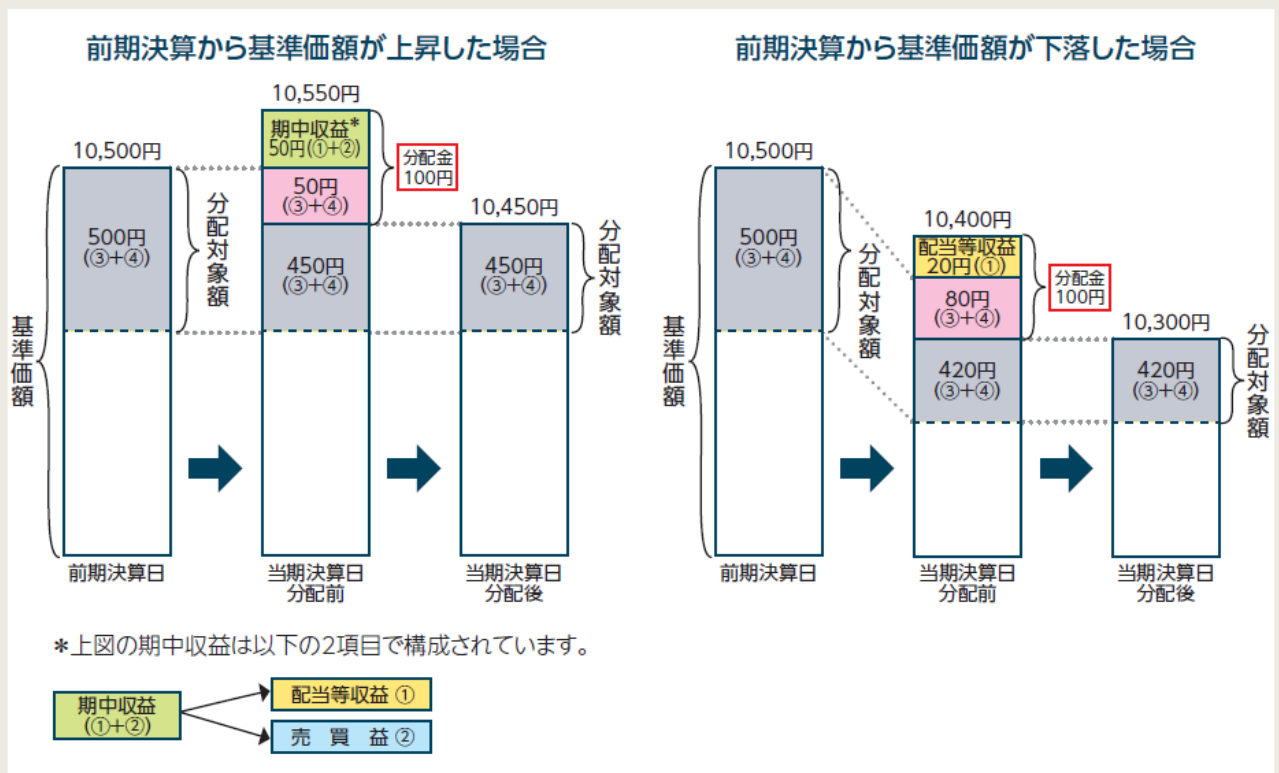 前期決算から基準価額が上昇した場合
10,550円
期中収益*
50円(①+②)
10,500円
分配金
100円
50円
(③+④)
分配対象額
10,450円
500円
(③+④)
450円
(③+④)
450円
(③+④)
分配対象額
基準価額
前期決算日
当期決算日
分配前
当期決算日
分配後
前期決算から基準価額が下落した場合
10,500円
10,400円
500円
(③+④)
分配対象額
配当等収益
20円(①)
分配金
100円
80円
(③+④)
10,300円
基準価額
420円
(③+④)
420円
(③+④)
分配対象額
前期決算日
当期決算日
分配前
当期決算日
分配後
*上図の期中収益は以下の2項目で構成されています。
期中収益
(①+②)
配当等収益 ①
売 買 益 ②